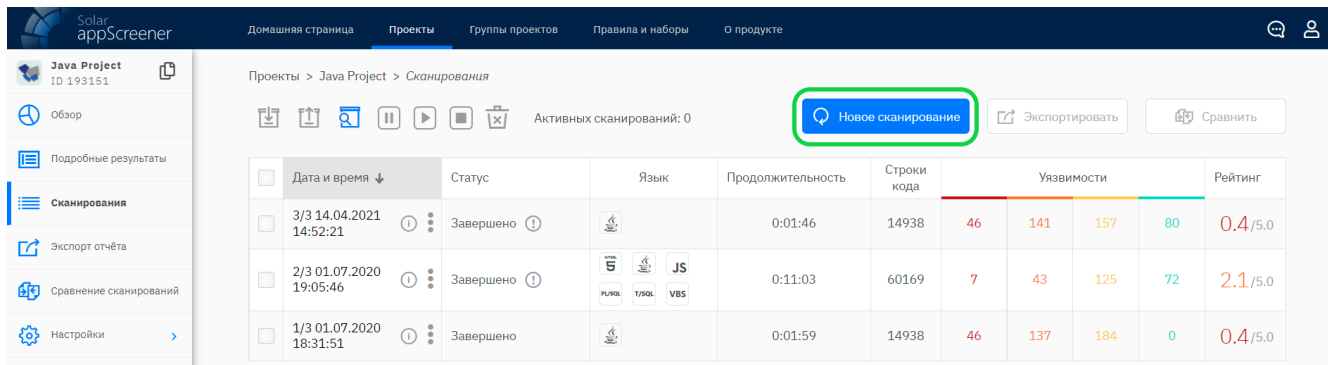 Solar
appScreener
Домашняя страница Проекты Группы проектов Правила и наборы О продукте
Java Project
ID 193151
Проекты > Java Project > Сканирования
Обзор
Активных сканирований: 0
Новое сканирование
Экспортировать
Сравнить
Подробные результаты
Сканирования
Экспорт отчёта
Сравнение сканирований
Настройки >
Дата и время ↓ Статус Язык Продолжительность Строки кода Уязвимости Рейтинг
3/3 14.04.2021
14:52:21
Завершено 0:01:46 14938 46 141 157 80 0.4/5.0
2/3 01.07.2020
19:05:46
Завершено HTML 5 JS PL/SQL T/SQL VBS 0:11:03 60169 7 43 125 72 2.1/5.0
1/3 01.07.2020
18:31:51
Завершено 0:01:59 14938 46 137 184 0 0.4/5.0